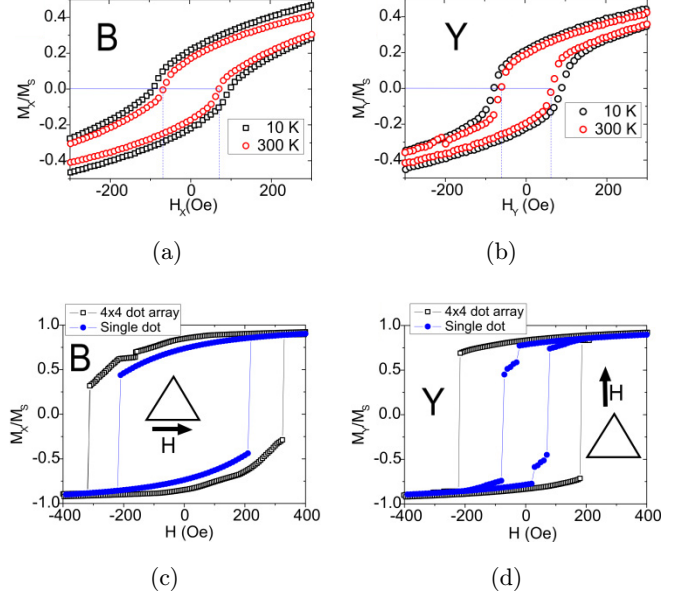 B
Y
0.4
0.2
0.0
-0.2
-0.4
M_X/M_S
10 K
300 K
-200 0 200
H_X(Oe)
0.4
0.2
0.0
-0.2
-0.4
M_Y/M_S
10 K
300 K
-200 0 200
H_Y(Oe)
(a)
(b)
4x4 dot array
Single dot
1.0
0.5
0.0
-0.5
-1.0
M_X/M_S
B
H
-400 -200 0 200 400
H (Oe)
4x4 dot array
Single dot
1.0
0.5
0.0
-0.5
-1.0
M_Y/M_S
Y
H
-400 -200 0 200 400
H (Oe)
(c)
(d)